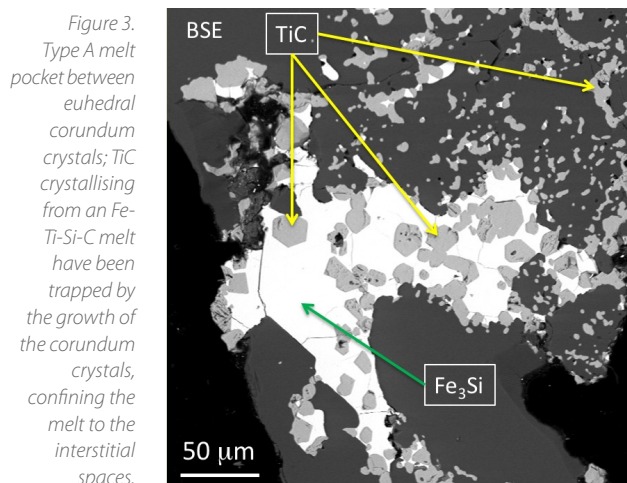 Figure 3.
Type A melt
pocket between
euhedral
corundum
crystals; TiC
crystallising
from an Fe-
Ti-Si-C melt
have been
trapped by
the growth of
the corundum
crystals,
confining the
melt to the
interstitial
spaces.
BSE
TiC
Fe₃Si
50 µm